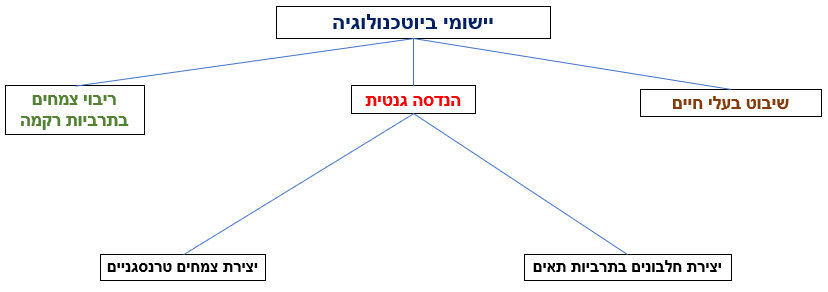 יישומי ביוטכנולוגיה
שיבוט בעלי חיים
הנדסה גנטית
ריבוי צמחים
בתרביות רקמה
יצירת חלבונים בתרביות תאים
יצירת צמחים טרנסגניים